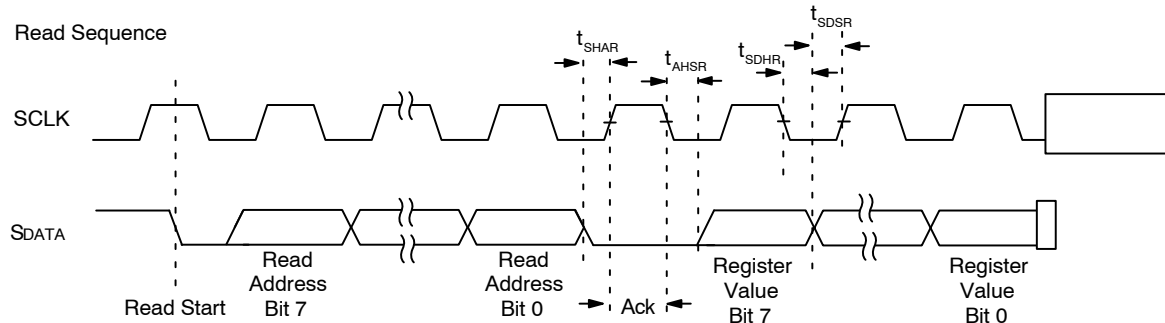 Read Sequence
tSHAR
tAHSR
tSDHR
tSDSR
SCLK
SDATA
Read Start
Read
Address
Bit 7
Read
Address
Bit 0
Ack
Register
Value
Bit 7
Register
Value
Bit 0